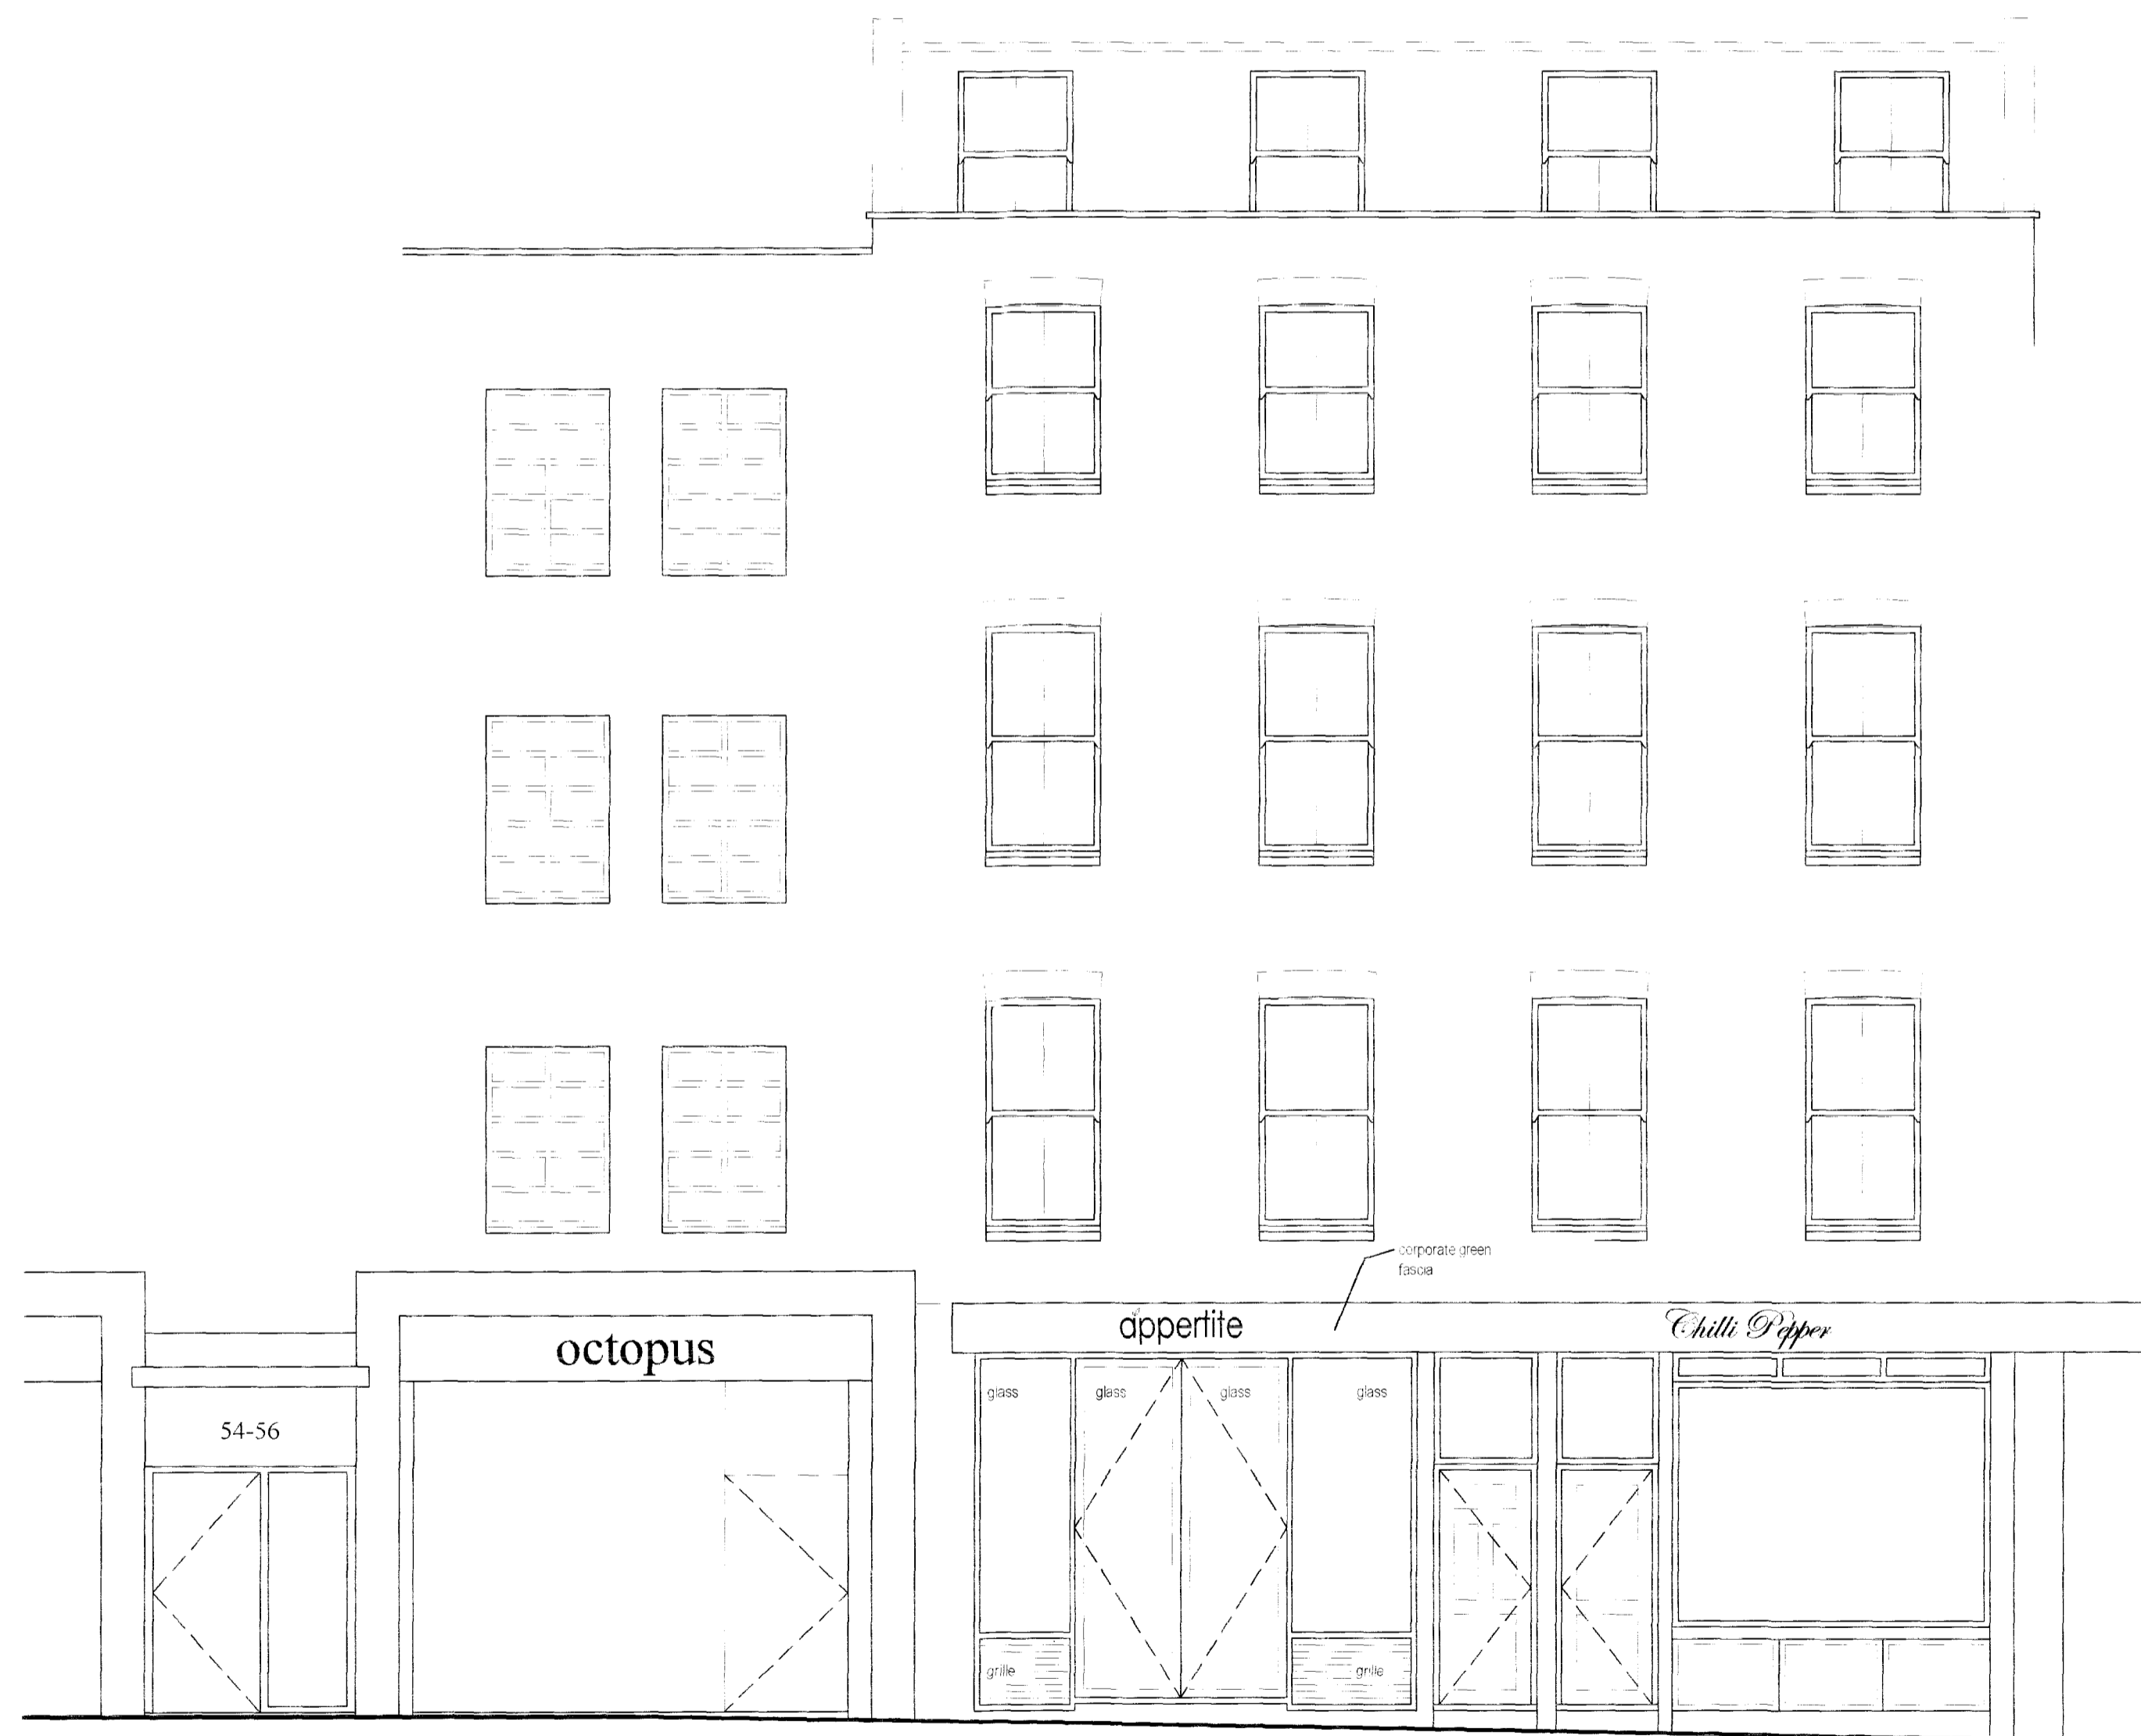 corporate green
fascia
appertite
Chilli Pepper
octopus
glass
glass
glass
glass
54-56
grille
grille